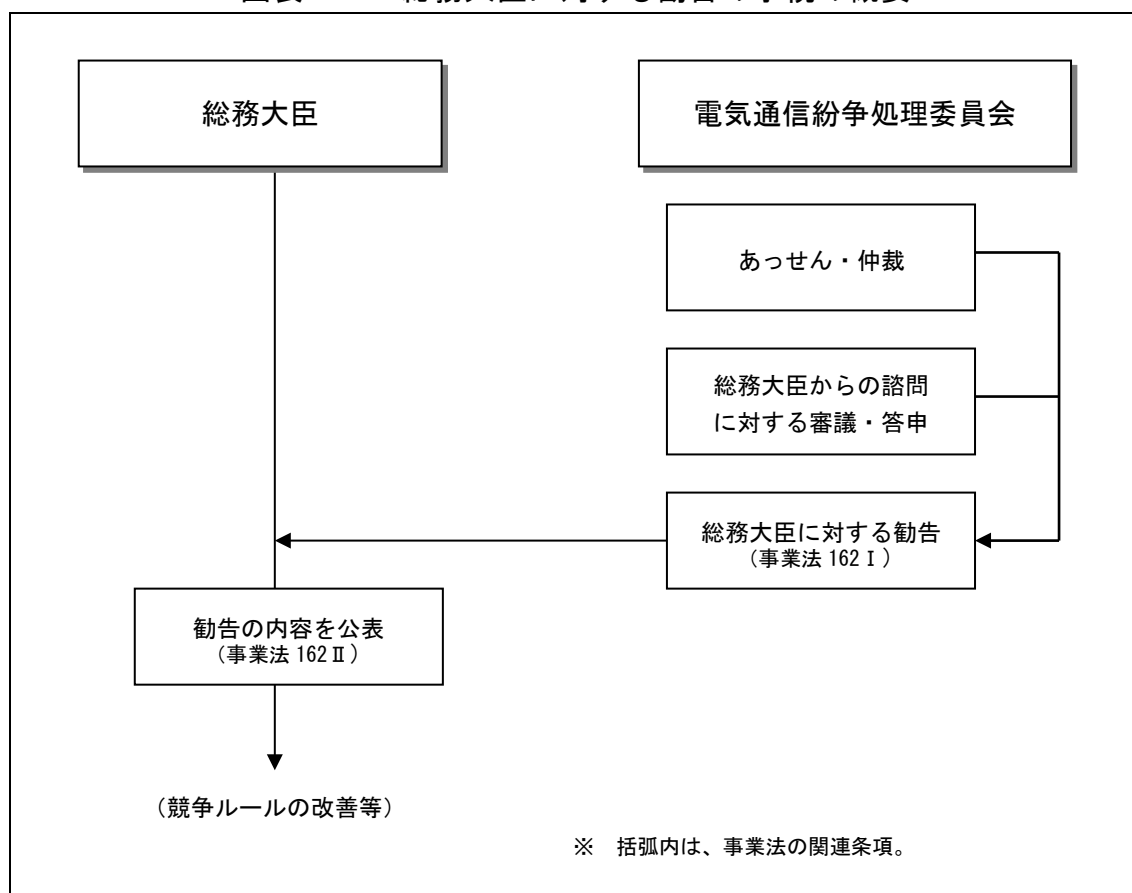 総務大臣
電気通信紛争処理委員会
あっせん・仲裁
総務大臣からの諮問
に対する審議・答申
総務大臣に対する勧告
（事業法 162Ⅰ）
勧告の内容を公表
（事業法 162Ⅱ）
（競争ルールの改善等）
※　括弧内は、事業法の関連条項。